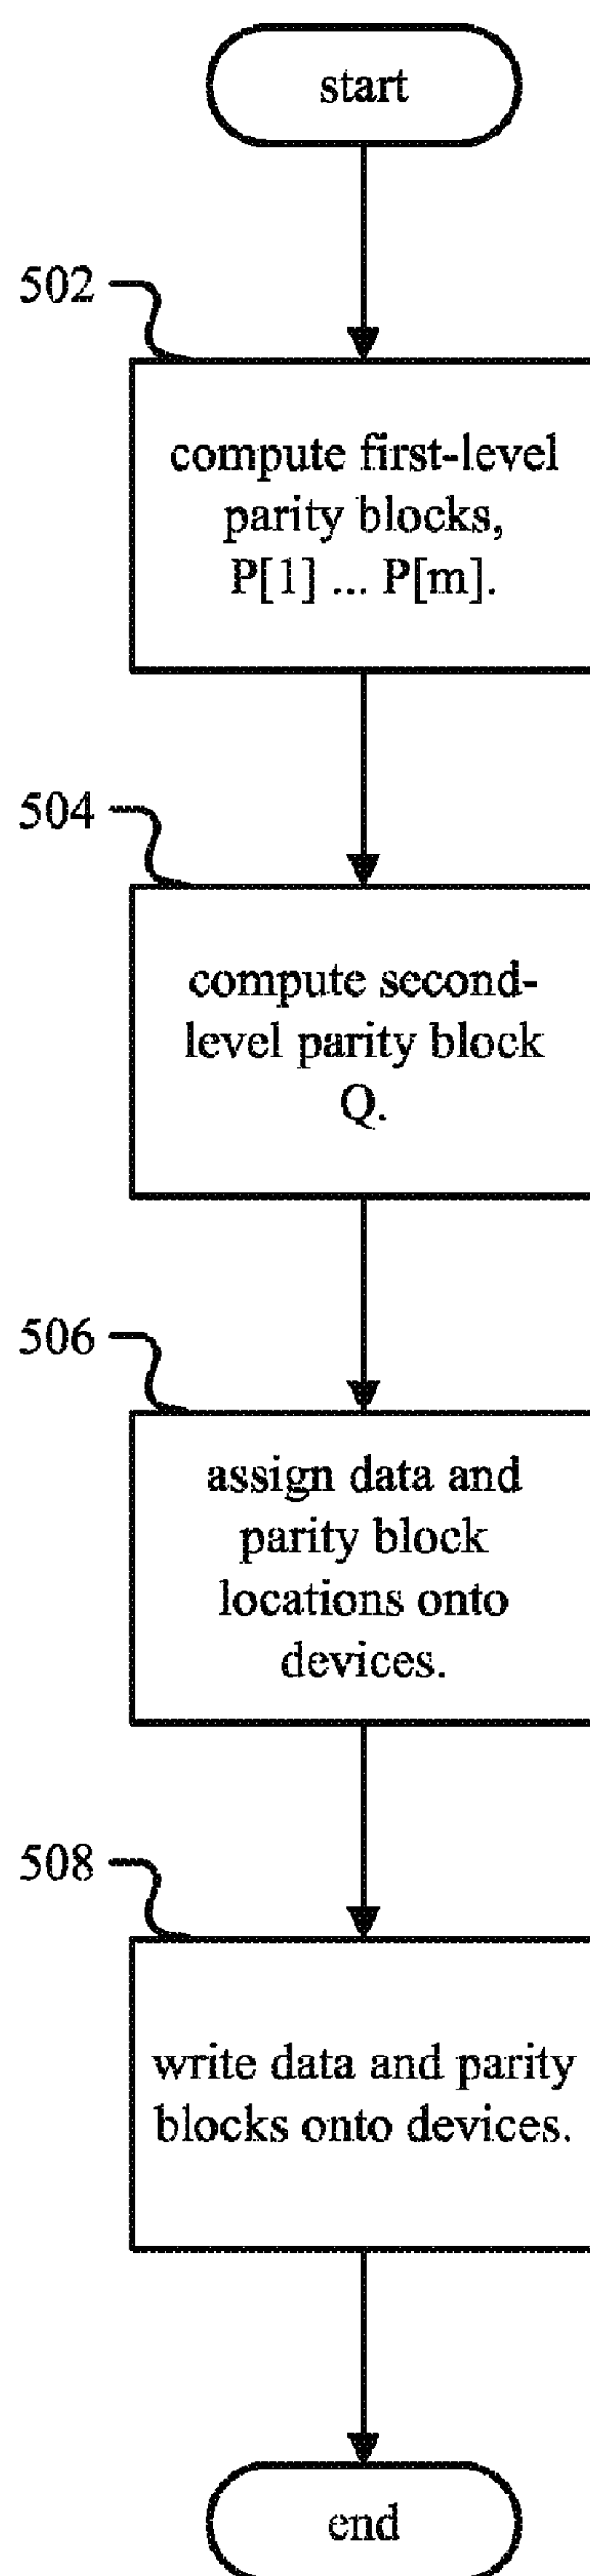 start
502
compute first-level
parity blocks,
P[1] ... P[m].
504
compute second-
level parity block
Q.
506
assign data and
parity block
locations onto
devices.
508
write data and parity
blocks onto devices.
end